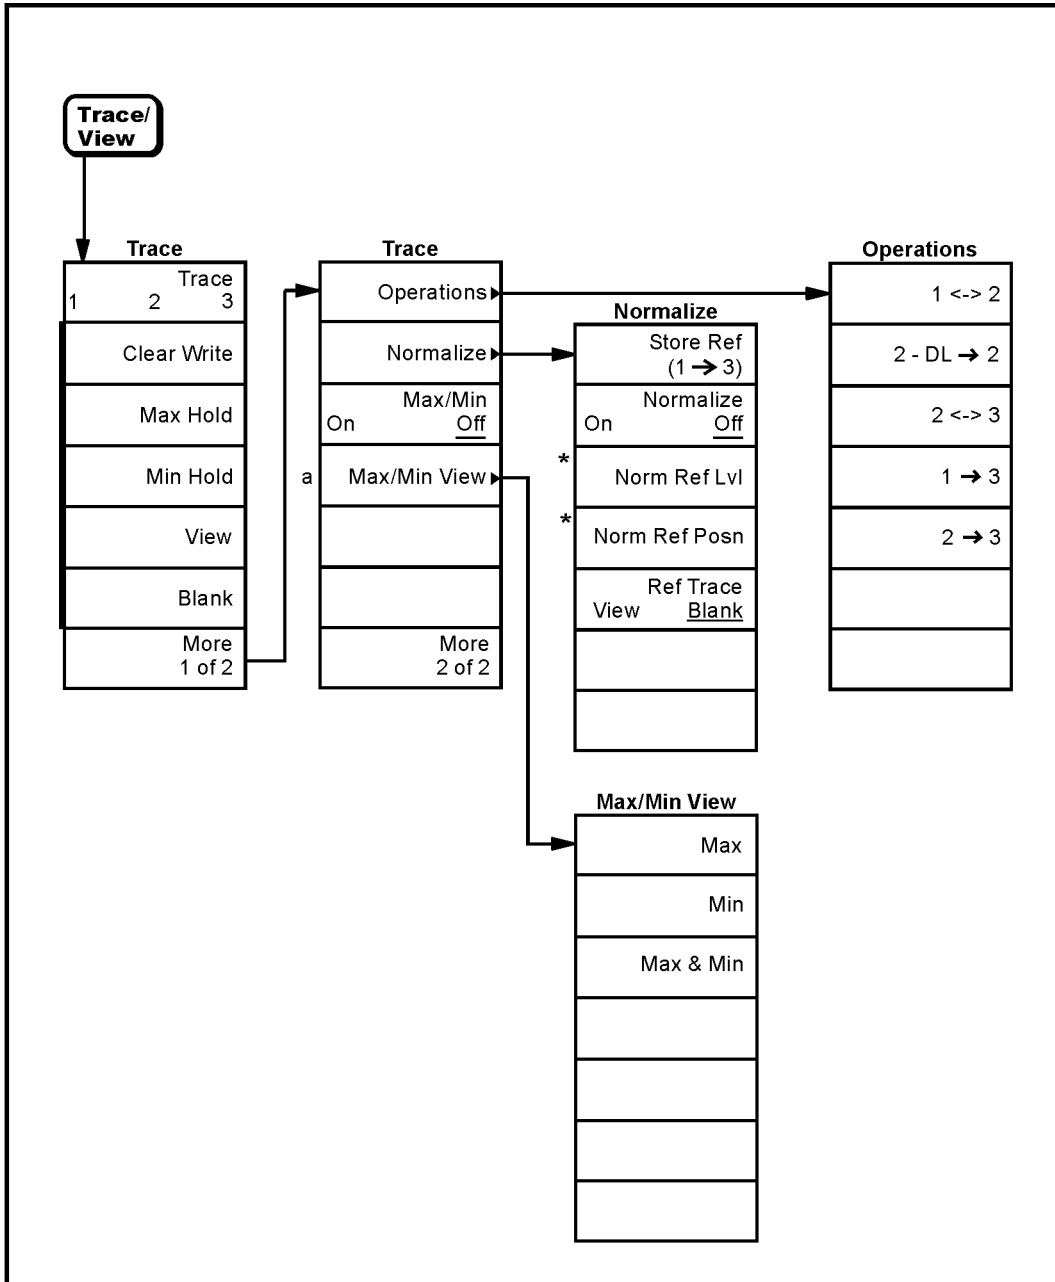 Trace/
View
Trace
Trace
1 2 3
Clear Write
Max Hold
Min Hold
View
Blank
More
1 of 2
Trace
Operations
Normalize
Max/Min
On Off
a Max/Min View
More
2 of 2
Normalize
Store Ref
(1 → 3)
Normalize
On Off
* Norm Ref Lvl
* Norm Ref Posn
Ref Trace
View Blank
Operations
1 <-> 2
2 - DL → 2
2 <-> 3
1 → 3
2 → 3
Max/Min View
Max
Min
Max & Min